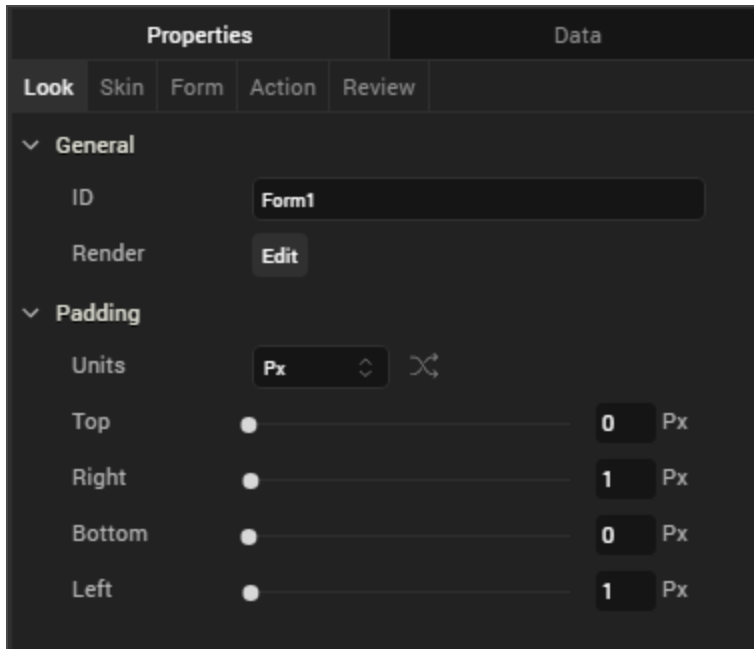 Properties Data
Look Skin Form Action Review
General
ID Form1
Render Edit
Padding
Units Px
Top 0 Px
Right 1 Px
Bottom 0 Px
Left 1 Px